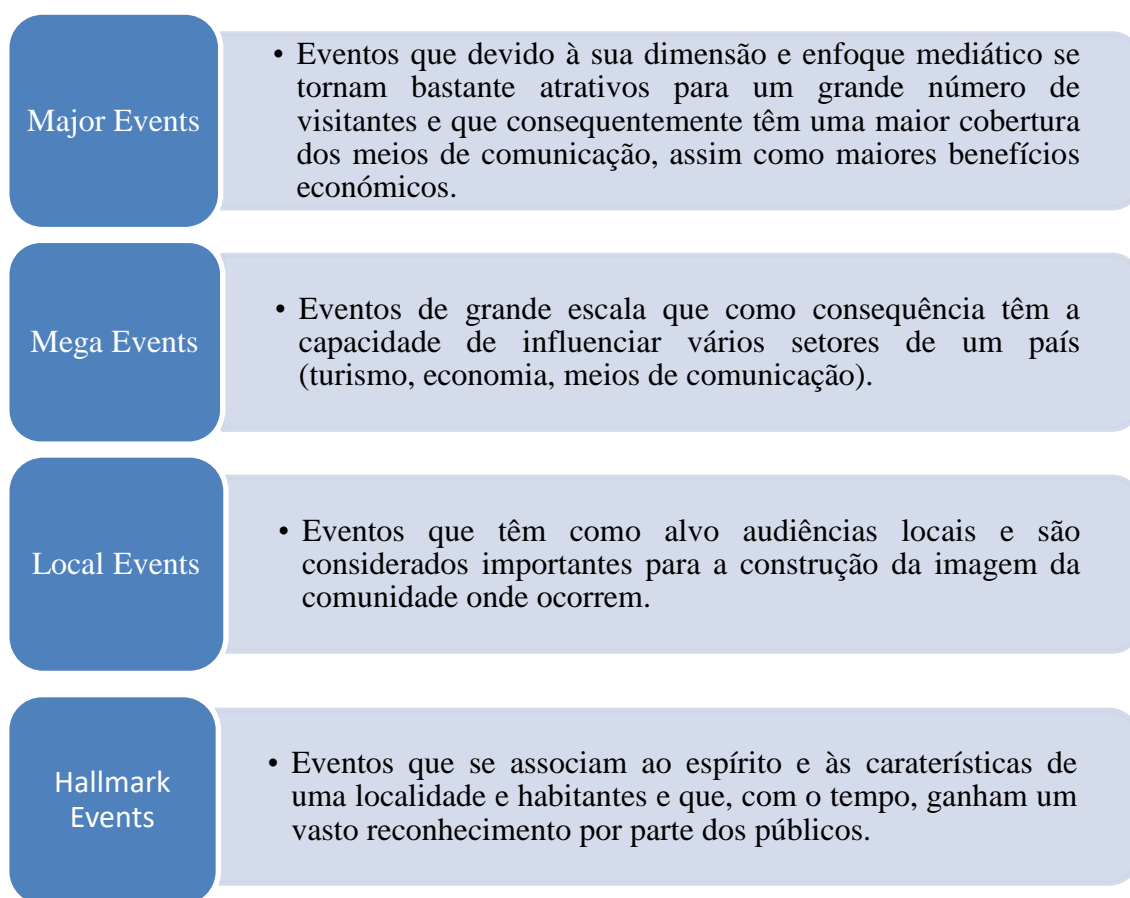 Major Events
• Eventos que devido à sua dimensão e enfoque mediático se
tornam bastante atrativos para um grande número de
visitantes e que consequentemente têm uma maior cobertura
dos meios de comunicação, assim como maiores benefícios
económicos.
Mega Events
• Eventos de grande escala que como consequência têm a
capacidade de influenciar vários setores de um país
(turismo, economia, meios de comunicação).
Local Events
• Eventos que têm como alvo audiências locais e são
considerados importantes para a construção da imagem da
comunidade onde ocorrem.
Hallmark
Events
• Eventos que se associam ao espírito e às caraterísticas de
uma localidade e habitantes e que, com o tempo, ganham um
vasto reconhecimento por parte dos públicos.